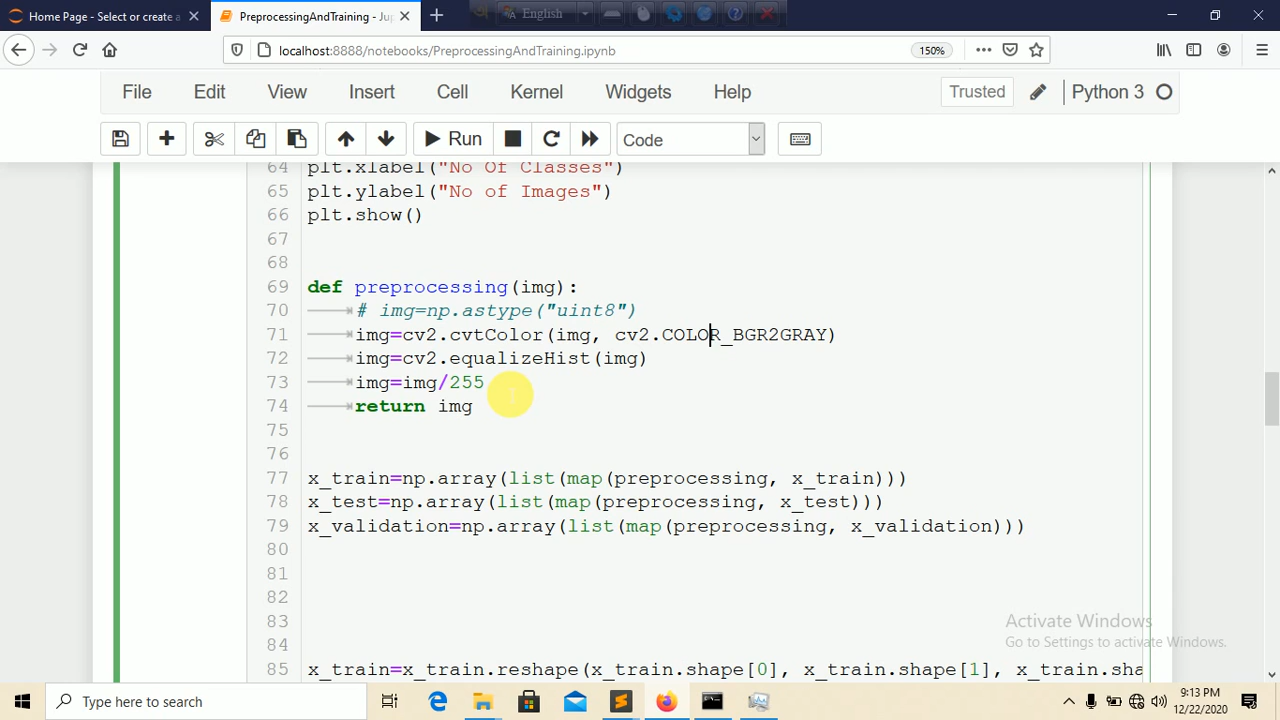 Home Page - Select or create a
PreprocessingAndTraining - Jup
English
localhost:8888/notebooks/PreprocessingAndTraining.ipynb
150%
File Edit View Insert Cell Kernel Widgets Help
Trusted
Python 3
Run
Code
64 plt.xlabel("No Of Classes")
65 plt.ylabel("No of Images")
66 plt.show()
67
68
69 def preprocessing(img):
70 # img=np.astype("uint8")
71 img=cv2.cvtColor(img, cv2.COLOR_BGR2GRAY)
72 img=cv2.equalizeHist(img)
73 img=img/255
74 return img
75
76
77 x_train=np.array(list(map(preprocessing, x_train)))
78 x_test=np.array(list(map(preprocessing, x_test)))
79 x_validation=np.array(list(map(preprocessing, x_validation)))
80
81
82
83
84
85 x_train=x_train.reshape(x_train.shape[0], x_train.shape[1], x_train.sha
Activate Windows
Go to Settings to activate Windows.
Type here to search
9:13 PM
12/22/2020